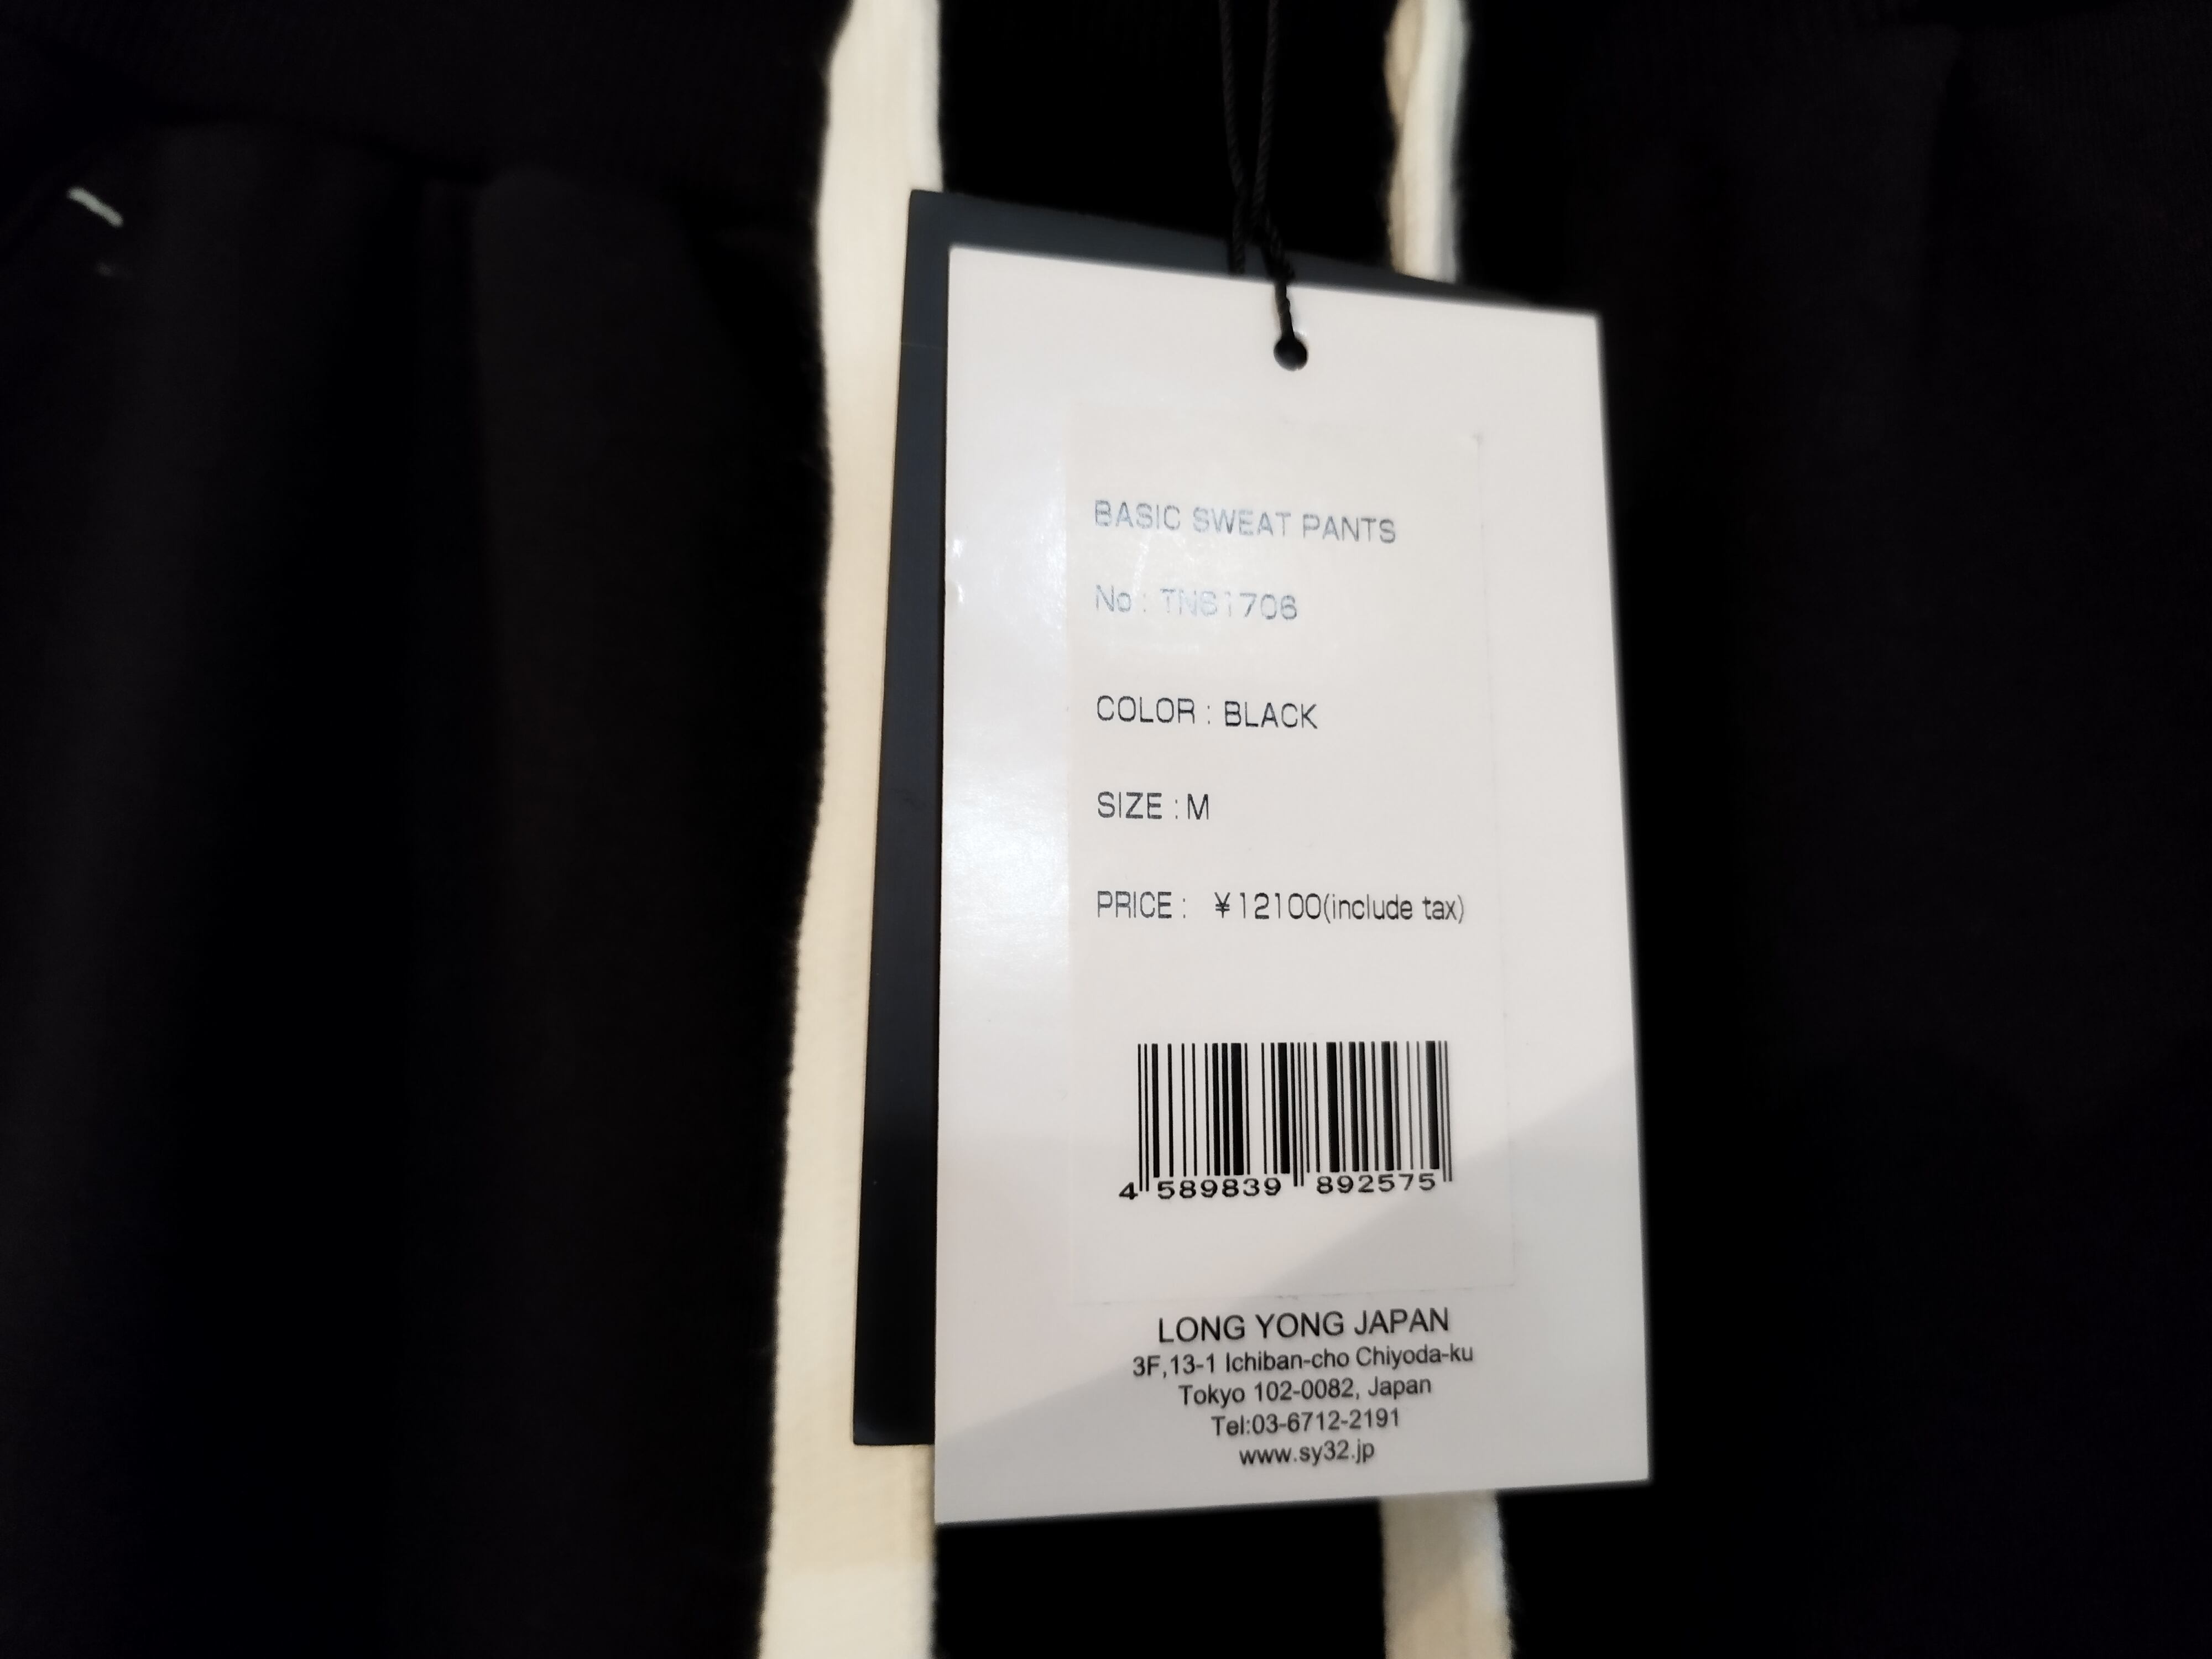 BASIC SWEAT PANTS
No : TNS1706
COLOR : BLACK
SIZE : M
PRICE : ¥12100(include tax)
4 589839 892575
LONG YONG JAPAN
3F,13-1 Ichiban-cho Chiyoda-ku
Tokyo 102-0082, Japan
Tel:03-6712-2191
www.sy32.jp